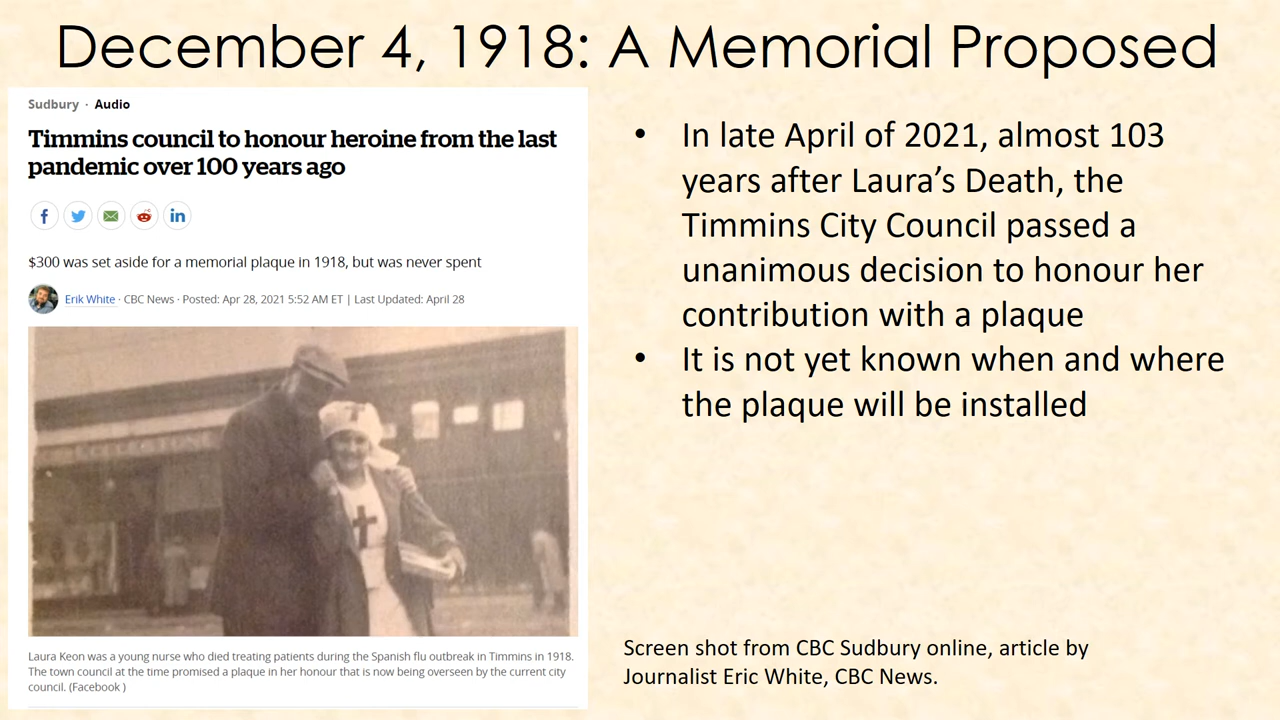 December 4, 1918: A Memorial Proposed
Sudbury · Audio
Timmins council to honour heroine from the last
pandemic over 100 years ago
$300 was set aside for a memorial plaque in 1918, but was never spent
Erik White · CBC News · Posted: Apr 28, 2021 5:52 AM ET | Last Updated: April 28
Laura Keon was a young nurse who died treating patients during the Spanish flu outbreak in Timmins in 1918.
The town council at the time promised a plaque in her honour that is now being overseen by the current city
council. (Facebook )
• In late April of 2021, almost 103
years after Laura’s Death, the
Timmins City Council passed a
unanimous decision to honour her
contribution with a plaque
• It is not yet known when and where
the plaque will be installed
Screen shot from CBC Sudbury online, article by
Journalist Eric White, CBC News.